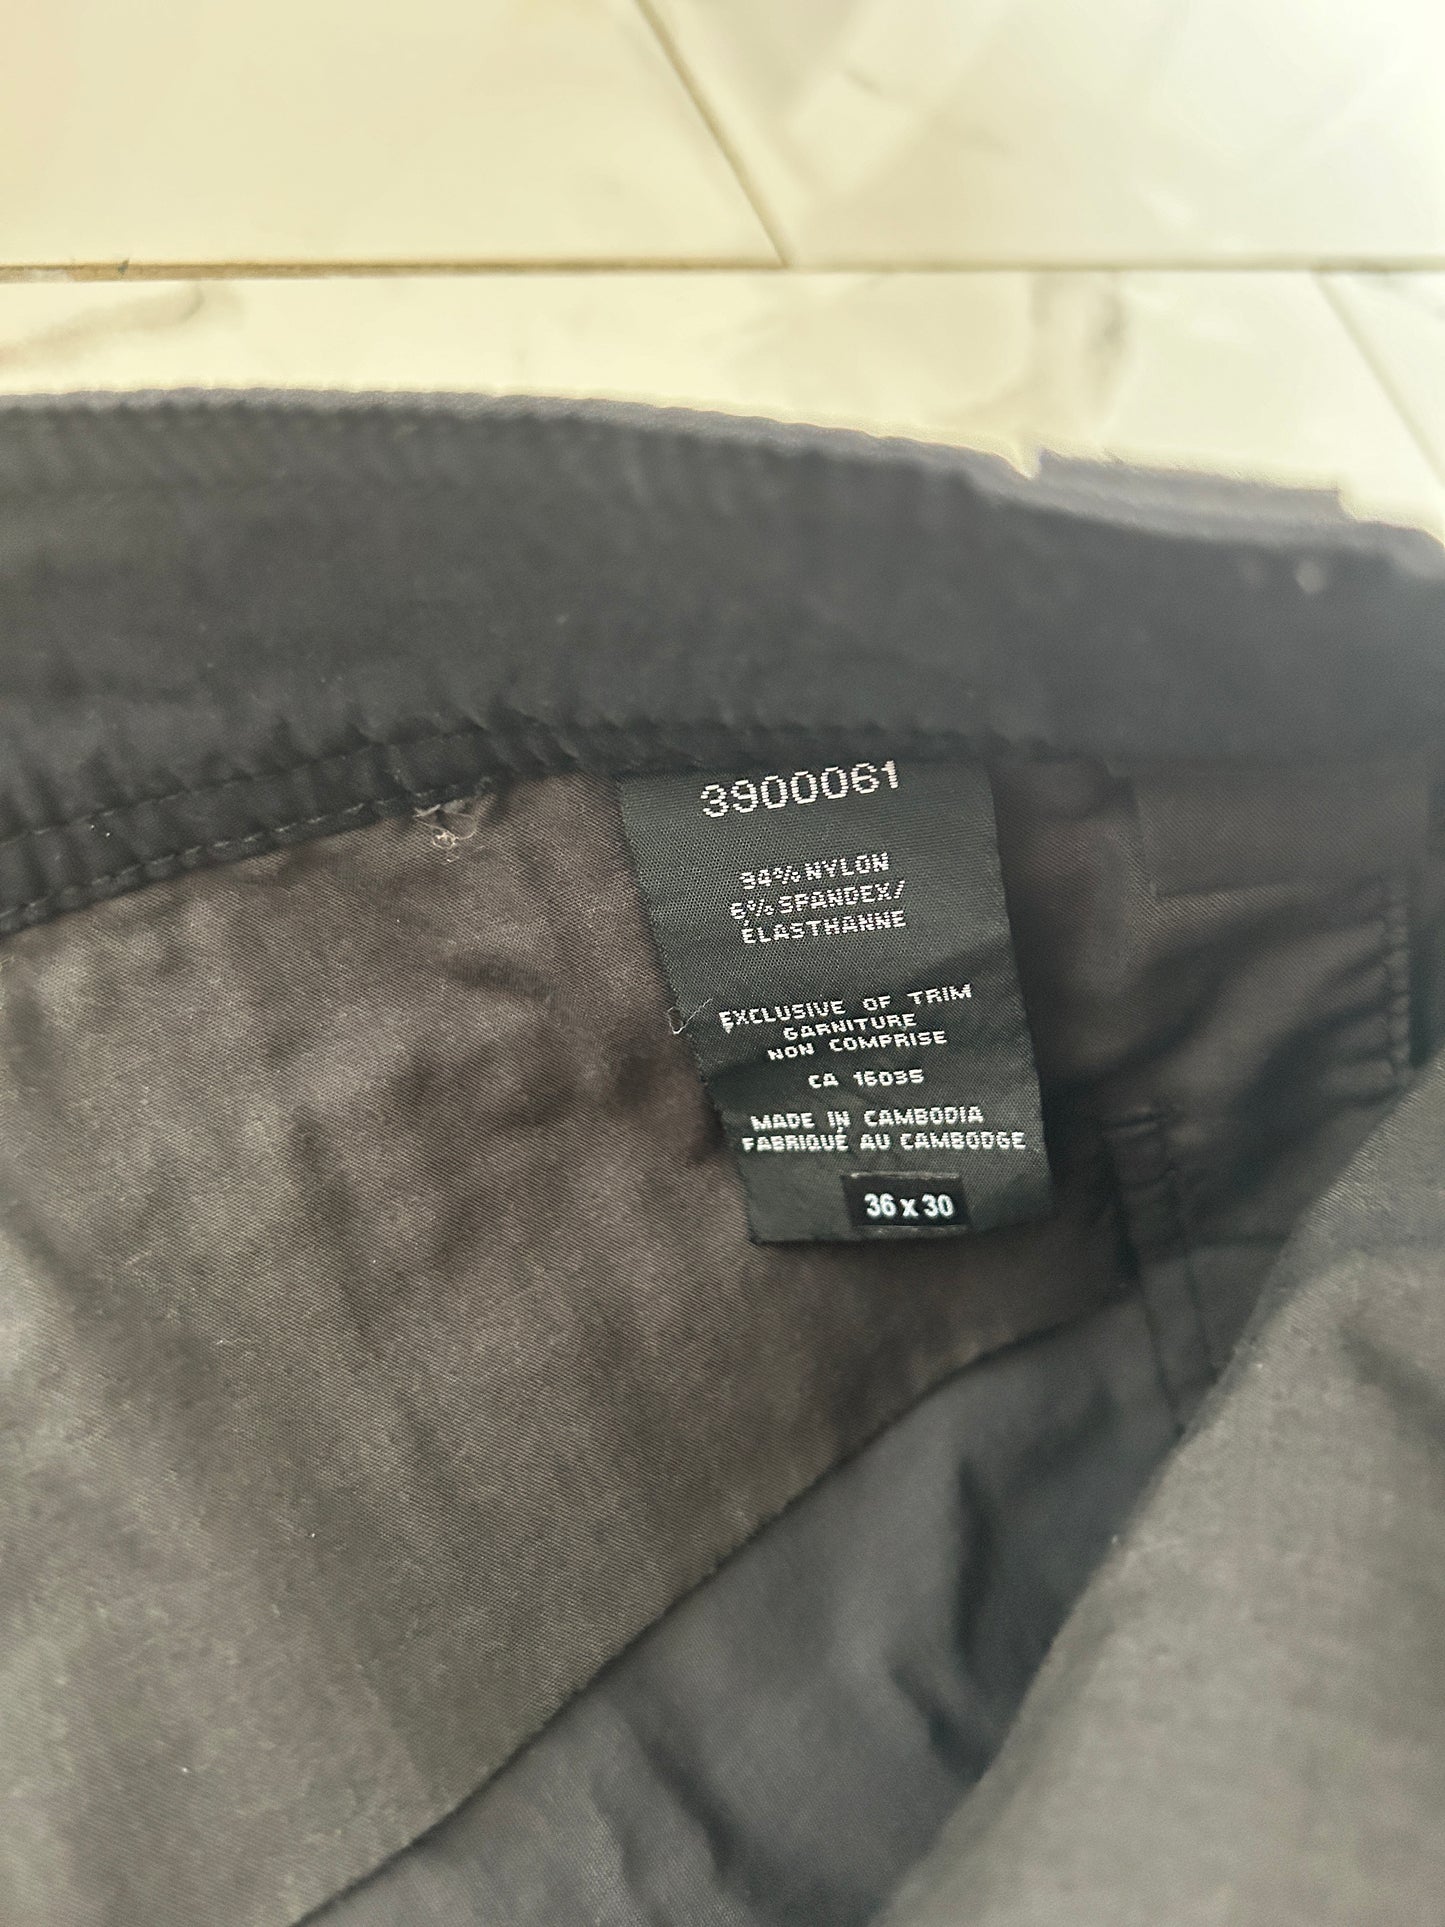 3900061
94% NYLON
6% SPANDEX/
ÉLASTHANNE
EXCLUSIVE OF TRIM
GARNITURE
NON COMPRISE
CA 16035
MADE IN CAMBODIA
FABRIQUÉ AU CAMBODGE
36 x 30